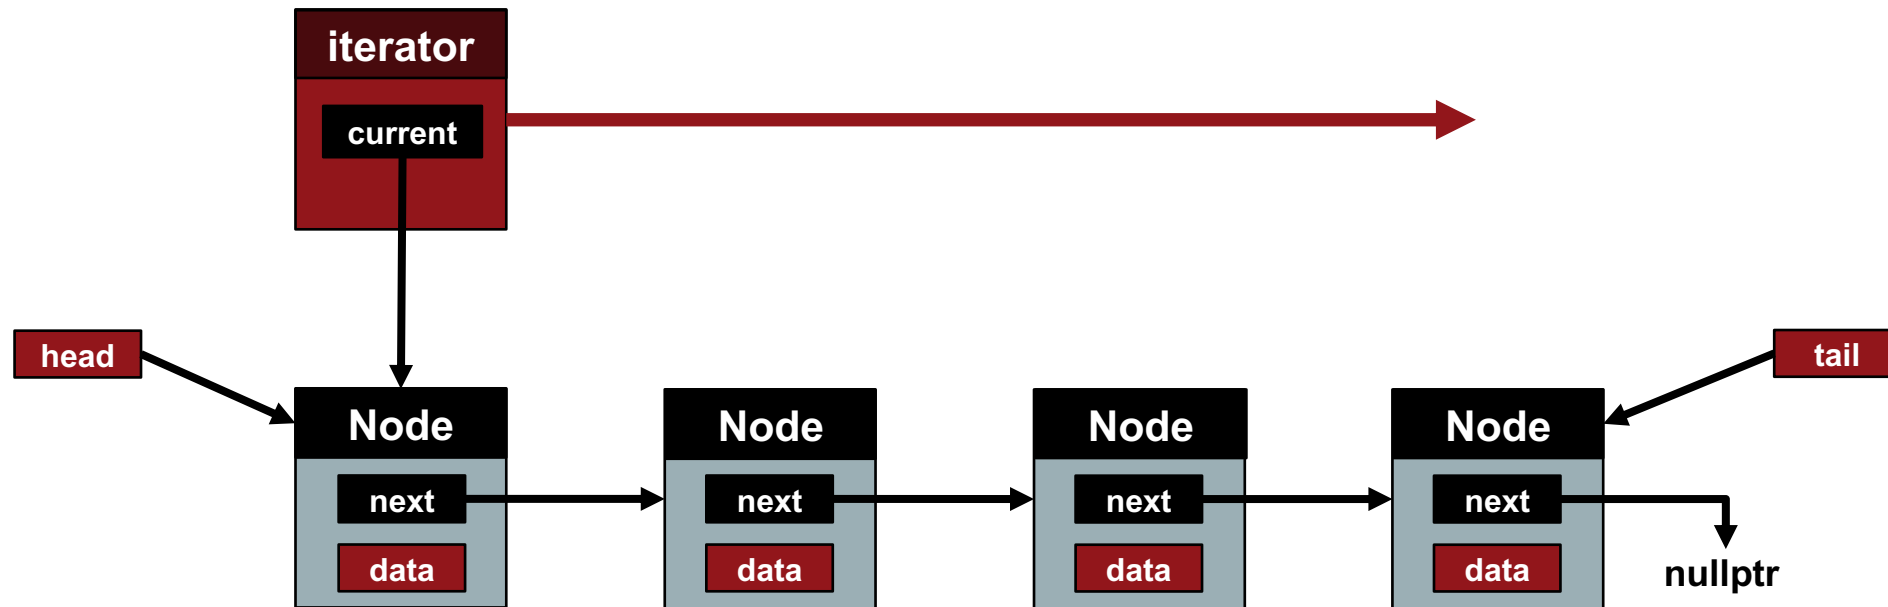 iterator
current
head
tail
Node
Node
Node
Node
next
next
next
next
data
data
data
data
nullptr